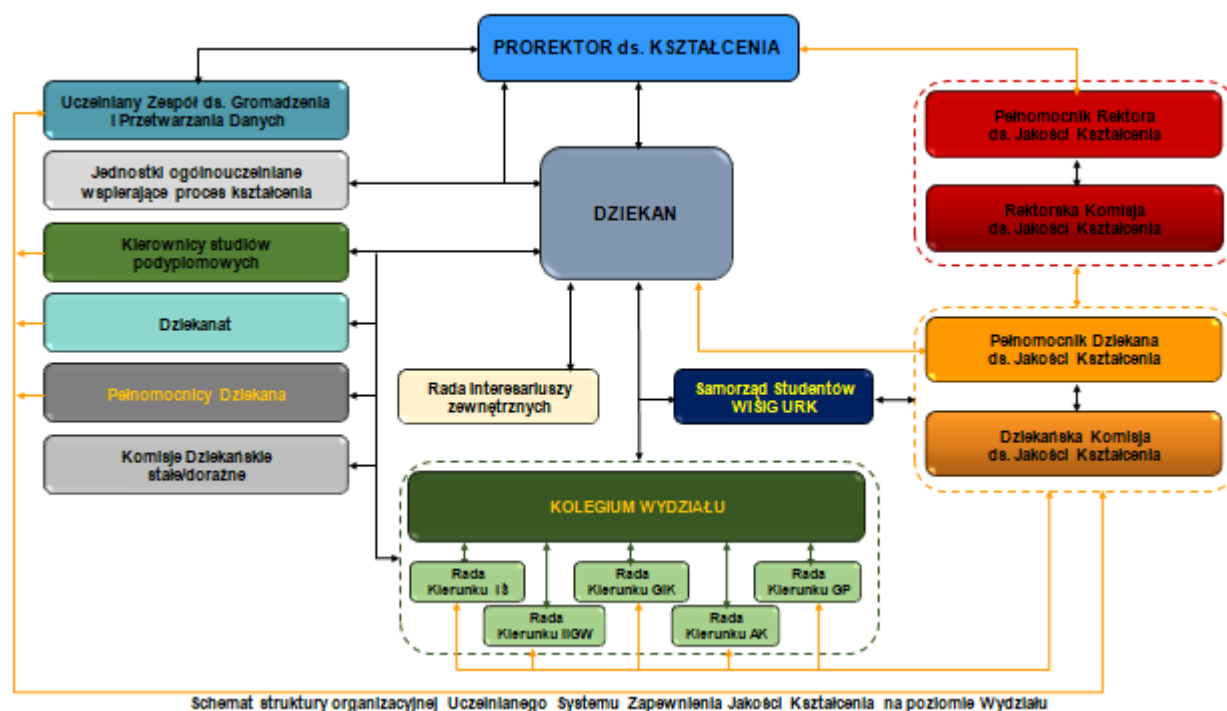 PROREKTOR ds. KSZTAŁCENIA
Uczelniany Zespół ds. Gromadzenia
i Przetwarzania Danych
Jednostki ogólnouczelniane
wspierające proces kształcenia
Kierownicy studiów
podyplomowych
Dziekanat
Pełnomocnicy Dziekana
Komisje Dziekańskie
stałe/doraźne
DZIEKAN
Rada Interesariuszy
zewnętrznych
Samorząd Studentów
WIŚIG URK
Pełnomocnik Rektora
ds. Jakości Kształcenia
Rektorska Komisja
ds. Jakości Kształcenia
Pełnomocnik Dziekana
ds. Jakości Kształcenia
Dziekańska Komisja
ds. Jakości Kształcenia
KOLEGIUM WYDZIAŁU
Rada
Kierunku IŚ
Rada
Kierunku GIK
Rada
Kierunku GP
Rada
Kierunku IIGW
Rada
Kierunku AK
Schemat struktury organizacyjnej Uczelnianego Systemu Zapewnienia Jakości Kształcenia na poziomie Wydziału